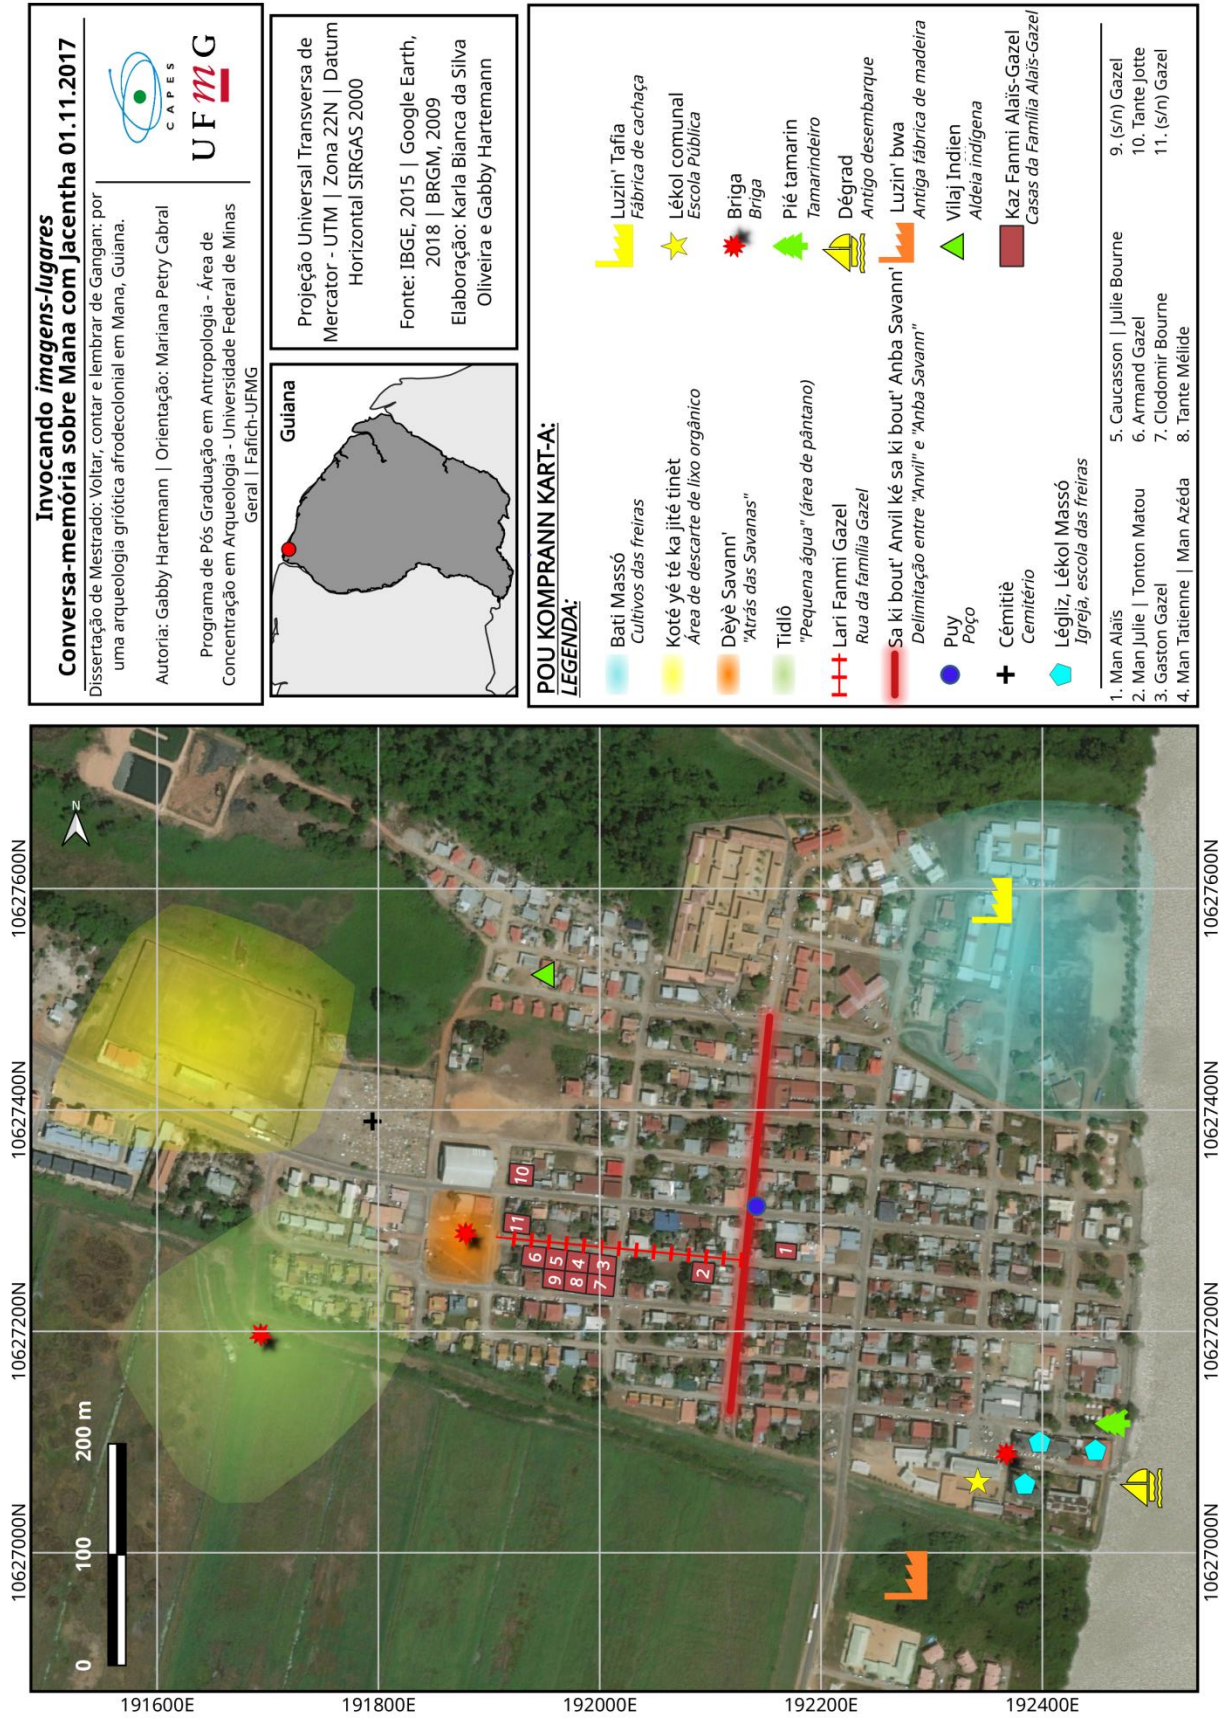 Invocando imagens-lugares
Conversa-memória sobre Mana com Jacentha 01.11.2017
Dissertação de Mestrado: Voltar, contar e lembrar de Gangan: por
uma arqueologia griótica afrodecolonial em Mana, Guiana.
Autoria: Gabby Hartemann | Orientação: Mariana Petry Cabral
Programa de Pós Graduação em Antropologia - Área de
Concentração em Arqueologia - Universidade Federal de Minas
Geral | Fafich-UFMG
CAPES
UFmG
Guiana
Projeção Universal Transversa de
Mercator - UTM | Zona 22N | Datum
Horizontal SIRGAS 2000
Fonte: IBGE, 2015 | Google Earth,
2018 | BRGM, 2009
Elaboração: Karla Bianca da Silva
Oliveira e Gabby Hartemann
POU KOMPRANN KART-A:
LEGENDA:
Bati Massó
Cultivos das freiras
Koté yé té ka jité tinèt
Área de descarte de lixo orgânico
Dèyè Savann'
"Atrás das Savanas"
Tidlô
"Pequena água" (área de pântano)
Lari Fanmi Gazel
Rua da família Gazel
Sa ki bout' Anvil ké sa ki bout' Anba Savann'
Delimitação entre "Anvil" e "Anba Savann"
Puy
Poço
Cémitiè
Cemitério
Légliz, Lékol Massó
Igreja, escola das freiras
Luzin' Tafia
Fábrica de cachaça
Lékol comunal
Escola Pública
Briga
Briga
Pié tamarin
Tamarindeiro
Dégrad
Antigo desembarque
Luzin' bwa
Antiga fábrica de madeira
Vilaj Indien
Aldeia indígena
Kaz Fanmi Alaïs-Gazel
Casas da Família Alaïs-Gazel
1. Man Alaïs
2. Man Julie | Tonton Matou
3. Gaston Gazel
4. Man Tatienne | Man Azéda
5. Caucasson | Julie Bourne
6. Armand Gazel
7. Clodomir Bourne
8. Tante Mélide
9. (s/n) Gazel
10. Tante Jotte
11. (s/n) Gazel
N
0 100 200 m
10627000N 10627200N 10627400N 10627600N
191600E
191800E
192000E
192200E
192400E
10627000N 10627200N 10627400N 10627600N
10
11
6
9 5
8 4
7 3
2
1